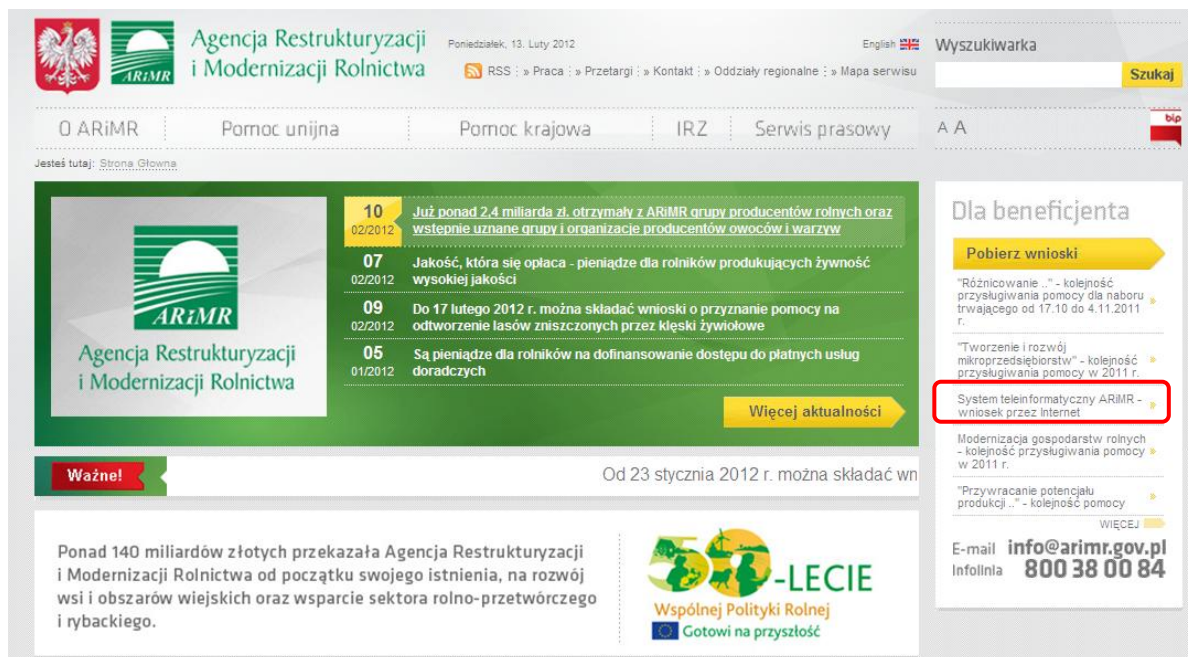 ARiMR
Agencja Restrukturyzacji
i Modernizacji Rolnictwa
Poniedziałek, 13. Luty 2012
English
RSS » Praca » Przetargi » Kontakt » Oddziały regionalne » Mapa serwisu
Wyszukiwarka
Szukaj
O ARiMR
Pomoc unijna
Pomoc krajowa
IRZ
Serwis prasowy
A A
bip
Jesteś tutaj: Strona Głowna
ARiMR
Agencja Restrukturyzacji
i Modernizacji Rolnictwa
10
02/2012
Już ponad 2,4 miliarda zł. otrzymały z ARiMR grupy producentów rolnych oraz
wstępnie uznane grupy i organizacje producentów owoców i warzyw
07
02/2012
Jakość, która się opłaca - pieniądze dla rolników produkujących żywność
wysokiej jakości
09
02/2012
Do 17 lutego 2012 r. można składać wnioski o przyznanie pomocy na
odtworzenie lasów zniszczonych przez klęski żywiołowe
05
01/2012
Są pieniądze dla rolników na dofinansowanie dostępu do płatnych usług
doradczych
Więcej aktualności
Ważne!
Od 23 stycznia 2012 r. można składać wn
Ponad 140 miliardów złotych przekazała Agencja Restrukturyzacji
i Modernizacji Rolnictwa od początku swojego istnienia, na rozwój
wsi i obszarów wiejskich oraz wsparcie sektora rolno-przetwórczego
i rybackiego.
50-LECIE
Wspólnej Polityki Rolnej
Gotowi na przyszłość
Dla beneficjenta
Pobierz wnioski
"Różnicowanie .." - kolejność
przysługiwania pomocy dla naboru »
trwającego od 17.10 do 4.11.2011
r.
"Tworzenie i rozwój
mikroprzedsiębiorstw" - kolejność »
przysługiwania pomocy w 2011 r.
System teleinformatyczny ARiMR - »
wniosek przez Internet
Modernizacja gospodarstw rolnych
- kolejność przysługiwania pomocy »
w 2011 r.
"Przywracanie potencjału »
produkcji .." - kolejność pomocy
WIĘCEJ
E-mail info@arimr.gov.pl
Infolinia 800 38 00 84